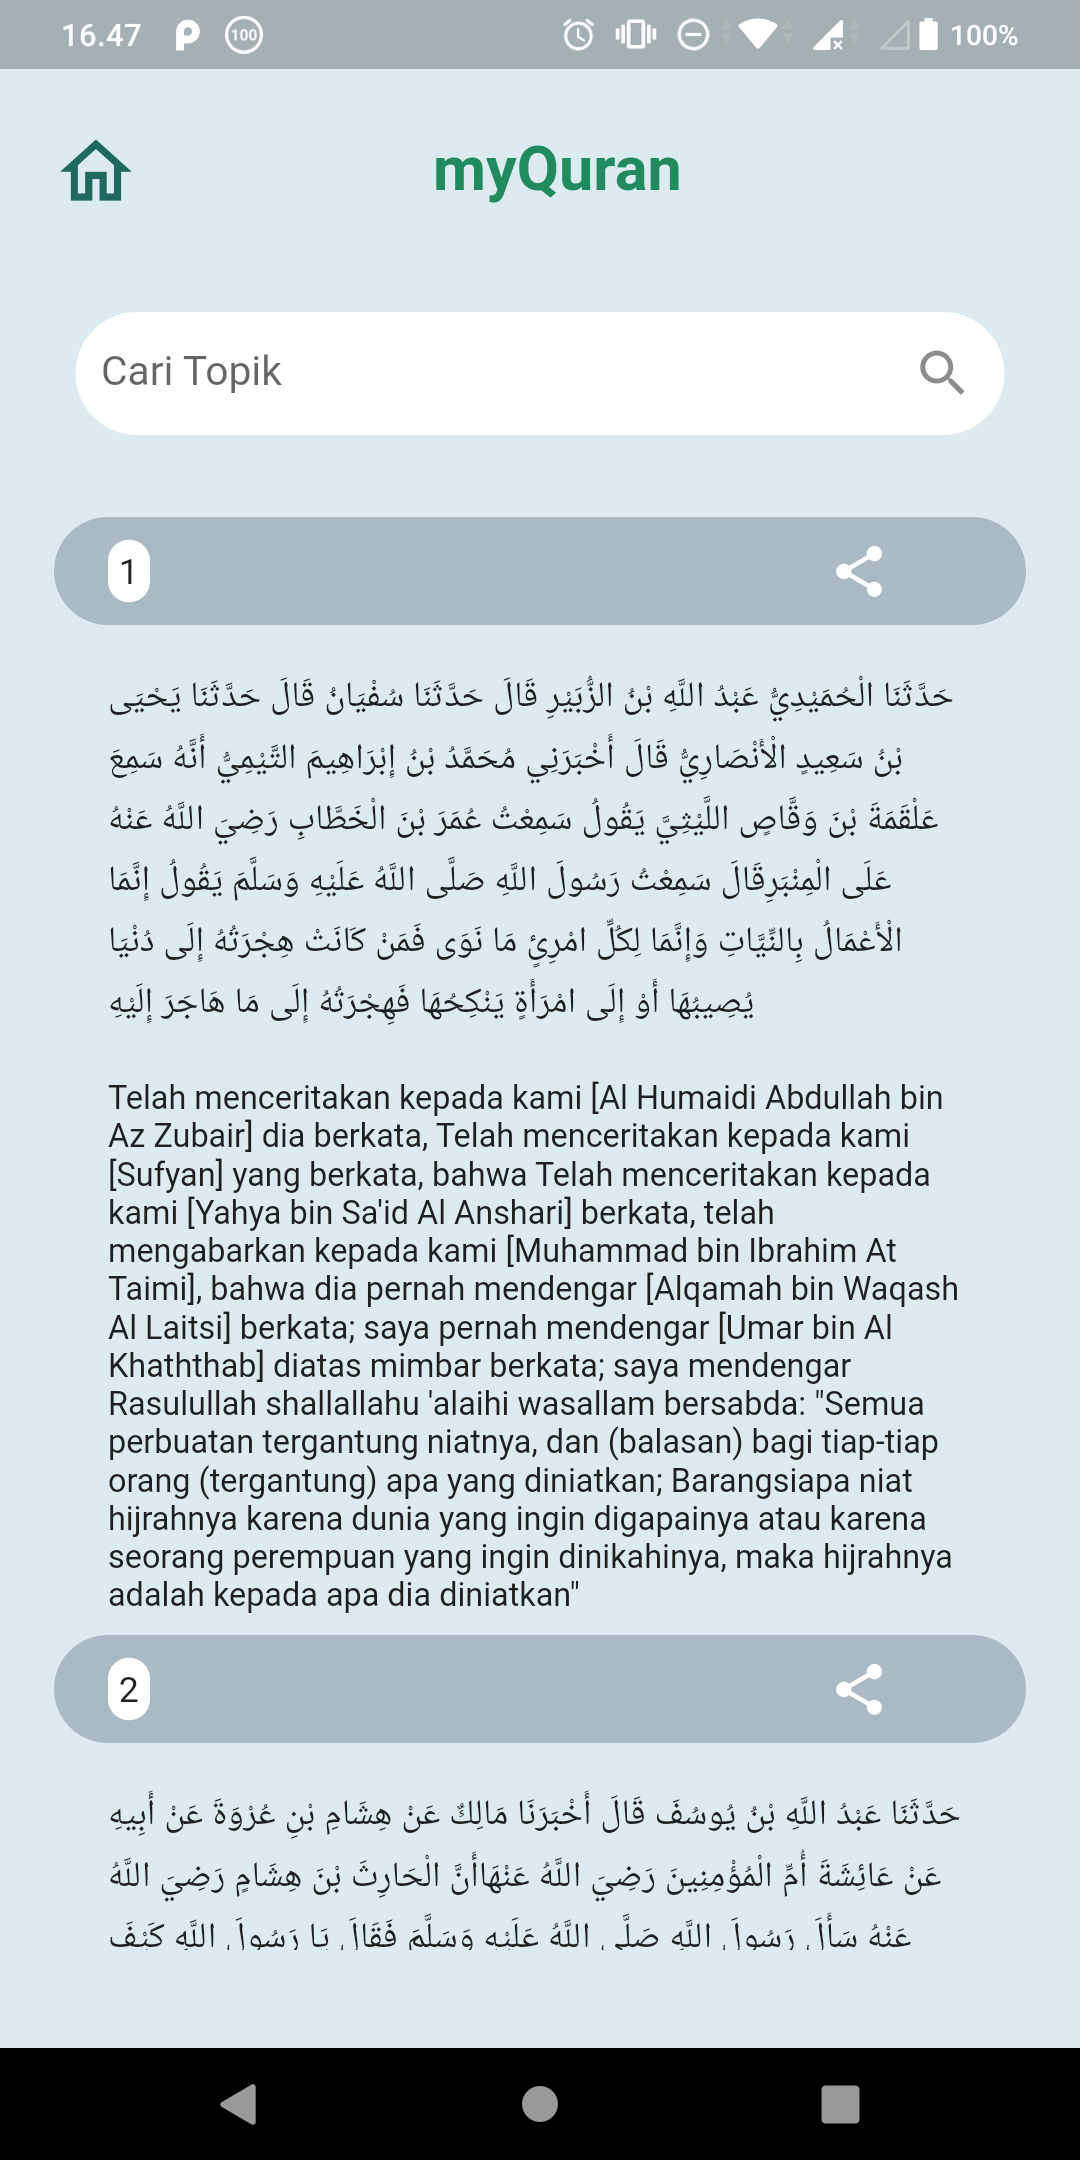 16.47
100
100%
myQuran
Cari Topik
1
حَدَّثَنَا الْحُمَيْدِيُّ عَبْدُ اللَّهِ بْنُ الزُّبَيْرِ قَالَ حَدَّثَنَا سُفْيَانُ قَالَ حَدَّثَنَا يَحْيَى
بْنُ سَعِيدٍ الْأَنْصَارِيُّ قَالَ أَخْبَرَنِي مُحَمَّدُ بْنُ إِبْرَاهِيمَ التَّيْمِيُّ أَنَّهُ سَمِعَ
عَلْقَمَةَ بْنَ وَقَّاصٍ اللَّيْثِيَّ يَقُولُ سَمِعْتُ عُمَرَ بْنَ الْخَطَّابِ رَضِيَ اللَّهُ عَنْهُ
عَلَى الْمِنْبَرِقَالَ سَمِعْتُ رَسُولَ اللَّهِ صَلَّى اللَّهُ عَلَيْهِ وَسَلَّمَ يَقُولُ إِنَّمَا
الْأَعْمَالُ بِالنِّيَّاتِ وَإِنَّمَا لِكُلِّ امْرِئٍ مَا نَوَى فَمَنْ كَانَتْ هِجْرَتُهُ إِلَى دُنْيَا
يُصِيبُهَا أَوْ إِلَى امْرَأَةٍ يَنْكِحُهَا فَهِجْرَتُهُ إِلَى مَا هَاجَرَ إِلَيْهِ
Telah menceritakan kepada kami [Al Humaidi Abdullah bin
Az Zubair] dia berkata, Telah menceritakan kepada kami
[Sufyan] yang berkata, bahwa Telah menceritakan kepada
kami [Yahya bin Sa'id Al Anshari] berkata, telah
mengabarkan kepada kami [Muhammad bin Ibrahim At
Taimi], bahwa dia pernah mendengar [Alqamah bin Waqash
Al Laitsi] berkata; saya pernah mendengar [Umar bin Al
Khaththab] diatas mimbar berkata; saya mendengar
Rasulullah shallallahu 'alaihi wasallam bersabda: "Semua
perbuatan tergantung niatnya, dan (balasan) bagi tiap-tiap
orang (tergantung) apa yang diniatkan; Barangsiapa niat
hijrahnya karena dunia yang ingin digapainya atau karena
seorang perempuan yang ingin dinikahinya, maka hijrahnya
adalah kepada apa dia diniatkan"
2
حَدَّثَنَا عَبْدُ اللَّهِ بْنُ يُوسُفَ قَالَ أَخْبَرَنَا مَالِكٌ عَنْ هِشَامِ بْنِ عُرْوَةَ عَنْ أَبِيهِ
عَنْ عَائِشَةَ أُمِّ الْمُؤْمِنِينَ رَضِيَ اللَّهُ عَنْهَاأَنَّ الْحَارِثَ بْنَ هِشَامٍ رَضِيَ اللَّهُ
عَنْهُ سَأَلَ رَسُولَ اللَّهِ صَلَّى اللَّهُ عَلَيْهِ وَسَلَّمَ فَقَالَ يَا رَسُولَ اللَّهِ كَيْفَ